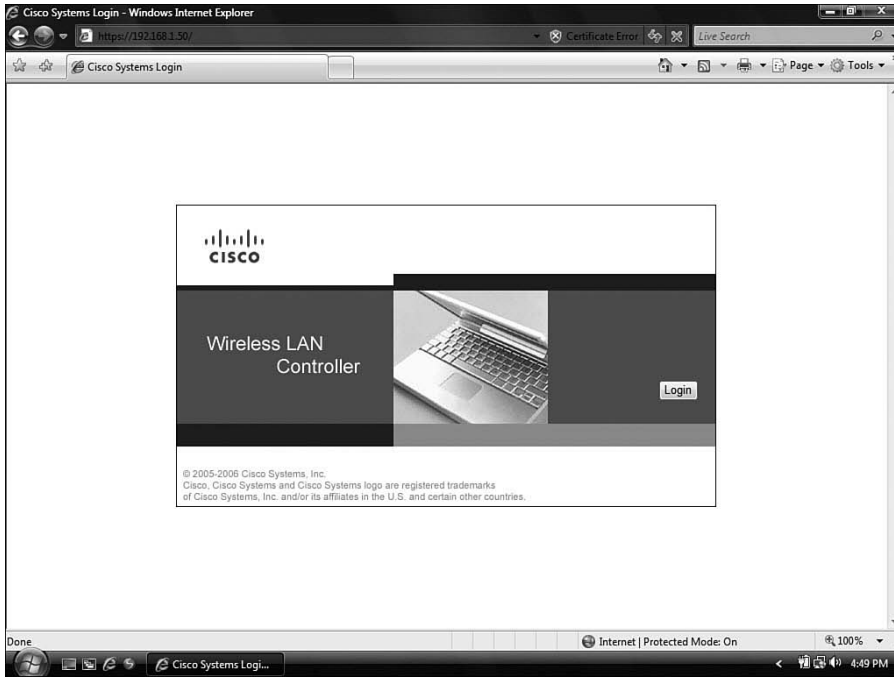 Cisco Systems Login - Windows Internet Explorer
https://192.168.1.50/
Certificate Error
Live Search
Cisco Systems Login
Page
Tools
CISCO
Wireless LAN
Controller
Login
© 2005-2006 Cisco Systems, Inc.
Cisco, Cisco Systems and Cisco Systems logo are registered trademarks
of Cisco Systems, Inc. and/or its affiliates in the U.S. and certain other countries.
Done
Internet | Protected Mode: On
100%
Cisco Systems Logi...
4:49 PM